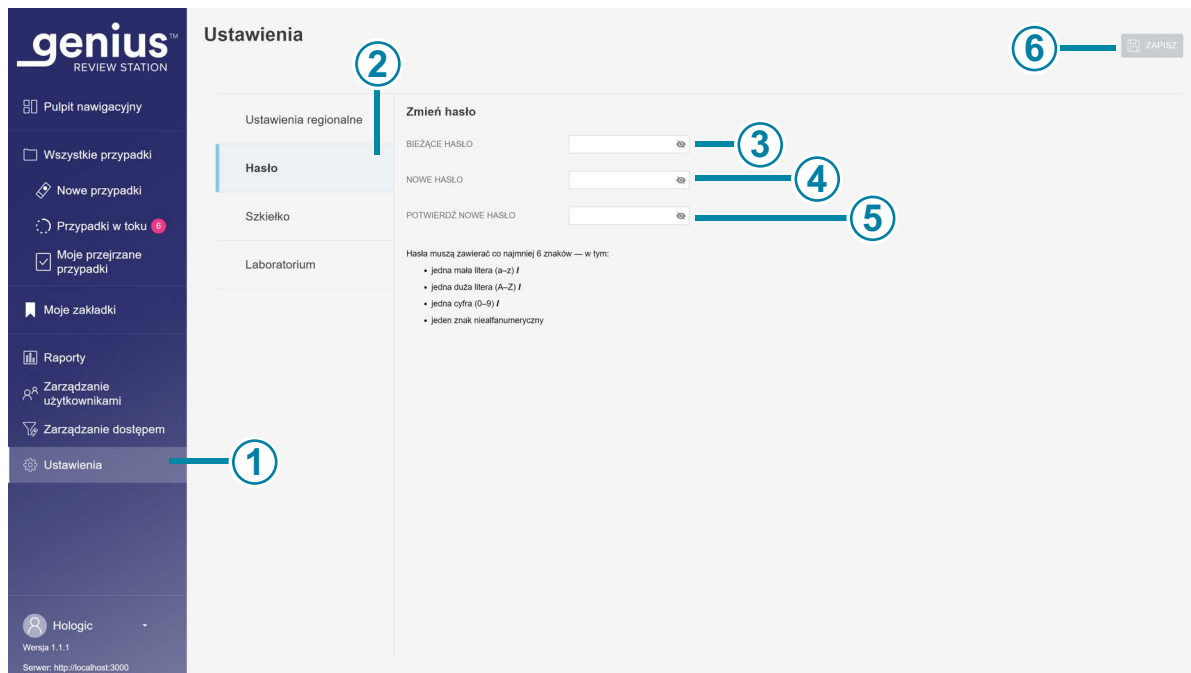 genius™
REVIEW STATION
Pulpit nawigacyjny
Wszystkie przypadki
Nowe przypadki
Przypadki w toku 6
Moje przejrzane
przypadki
Moje zakładki
Raporty
Zarządzanie
użytkownikami
Zarządzanie dostępem
Ustawienia
1
Hologic
Wersja 1.1.1
Serwer: http://localhost:3000
Ustawienia
2
6
ZAPISZ
Ustawienia regionalne
Hasło
Szkiełko
Laboratorium
Zmień hasło
BIEŻĄCE HASŁO
3
NOWE HASŁO
4
POTWIERDŹ NOWE HASŁO
5
Hasła muszą zawierać co najmniej 6 znaków — w tym:
• jedna mała litera (a–z) /
• jedna duża litera (A–Z) /
• jedna cyfra (0–9) /
• jeden znak niealfanumeryczny